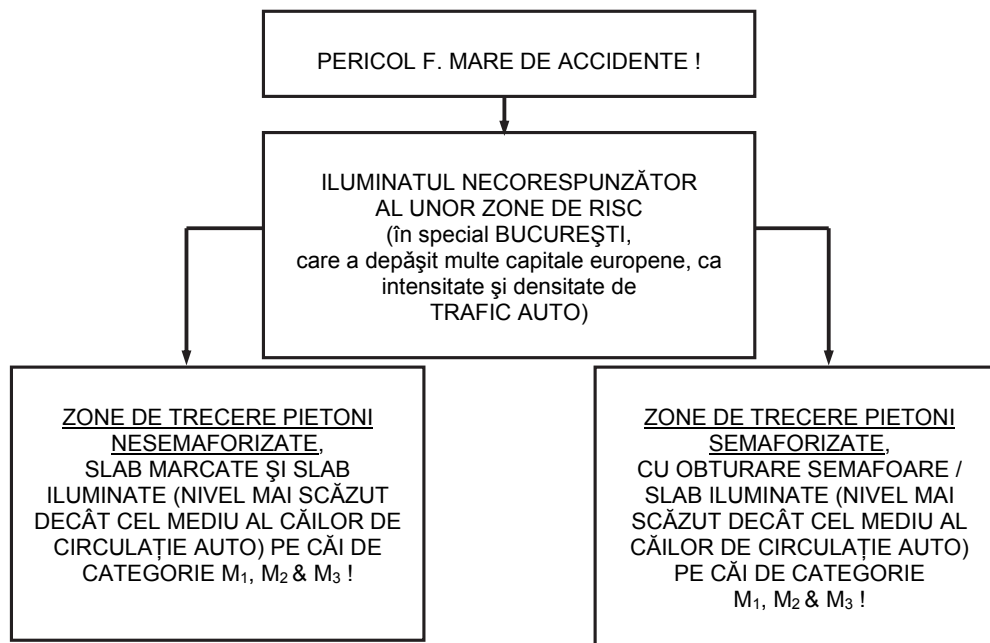 PERICOL F. MARE DE ACCIDENTE !
ILUMINATUL NECORESPUNZĂTOR
AL UNOR ZONE DE RISC
(în special BUCUREŞTI,
care a depăşit multe capitale europene, ca
intensitate şi densitate de
TRAFIC AUTO)
ZONE DE TRECERE PIETONI
NESEMAFORIZATE,
SLAB MARCATE ŞI SLAB
ILUMINATE (NIVEL MAI SCĂZUT
DECÂT CEL MEDIU AL CĂILOR DE
CIRCULAŢIE AUTO) PE CĂI DE
CATEGORIE M₁, M₂ & M₃ !
ZONE DE TRECERE PIETONI
SEMAFORIZATE,
CU OBTURARE SEMAFOARE /
SLAB ILUMINATE (NIVEL MAI
SCĂZUT DECÂT CEL MEDIU AL
CĂILOR DE CIRCULAŢIE AUTO)
PE CĂI DE CATEGORIE
M₁, M₂ & M₃ !